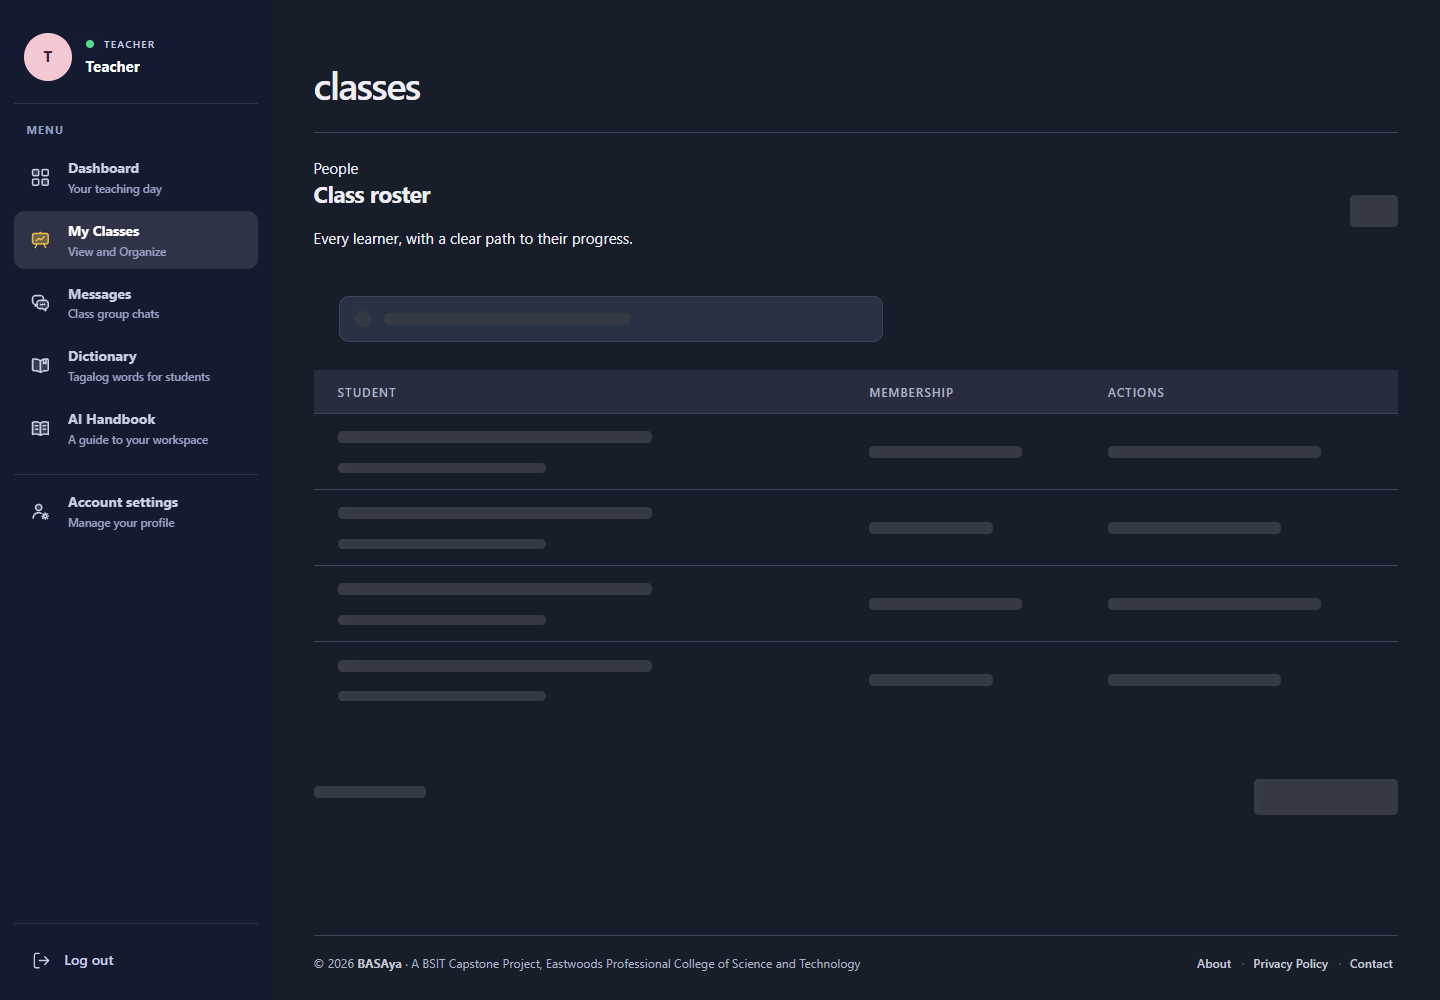 T
TEACHER
Teacher
MENU
Dashboard
Your teaching day
My Classes
View and Organize
Messages
Class group chats
Dictionary
Tagalog words for students
AI Handbook
A guide to your workspace
Account settings
Manage your profile
Log out
classes
People
Class roster
Every learner, with a clear path to their progress.
STUDENT MEMBERSHIP ACTIONS
© 2026 BASAya · A BSIT Capstone Project, Eastwoods Professional College of Science and Technology
About · Privacy Policy · Contact